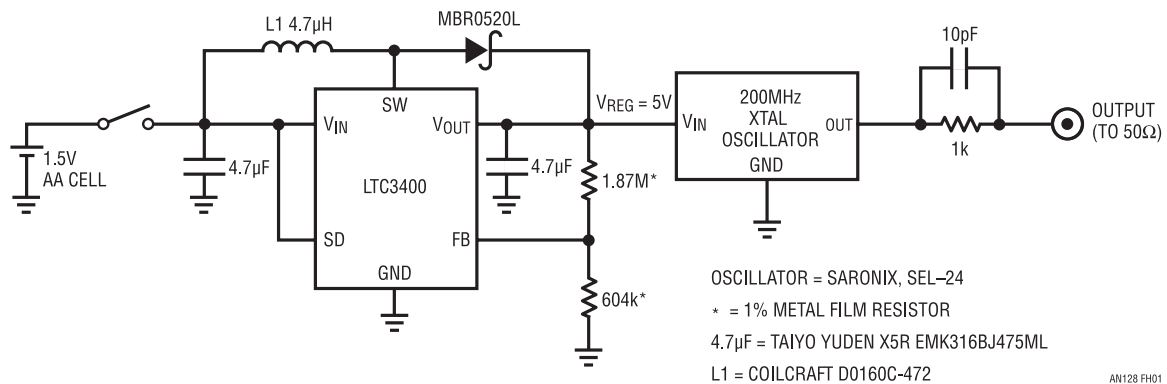 L1 4.7µH
MBR0520L
10pF
SW
VREG = 5V
200MHz
XTAL
OSCILLATOR
VIN
OUT
GND
OUTPUT
(TO 50Ω)
1k
VIN
VOUT
1.5V
AA CELL
4.7µF
LTC3400
4.7µF
1.87M*
SD
FB
GND
604k*
OSCILLATOR = SARONIX, SEL–24
* = 1% METAL FILM RESISTOR
4.7µF = TAIYO YUDEN X5R EMK316BJ475ML
L1 = COILCRAFT D0160C-472
AN128 FH01